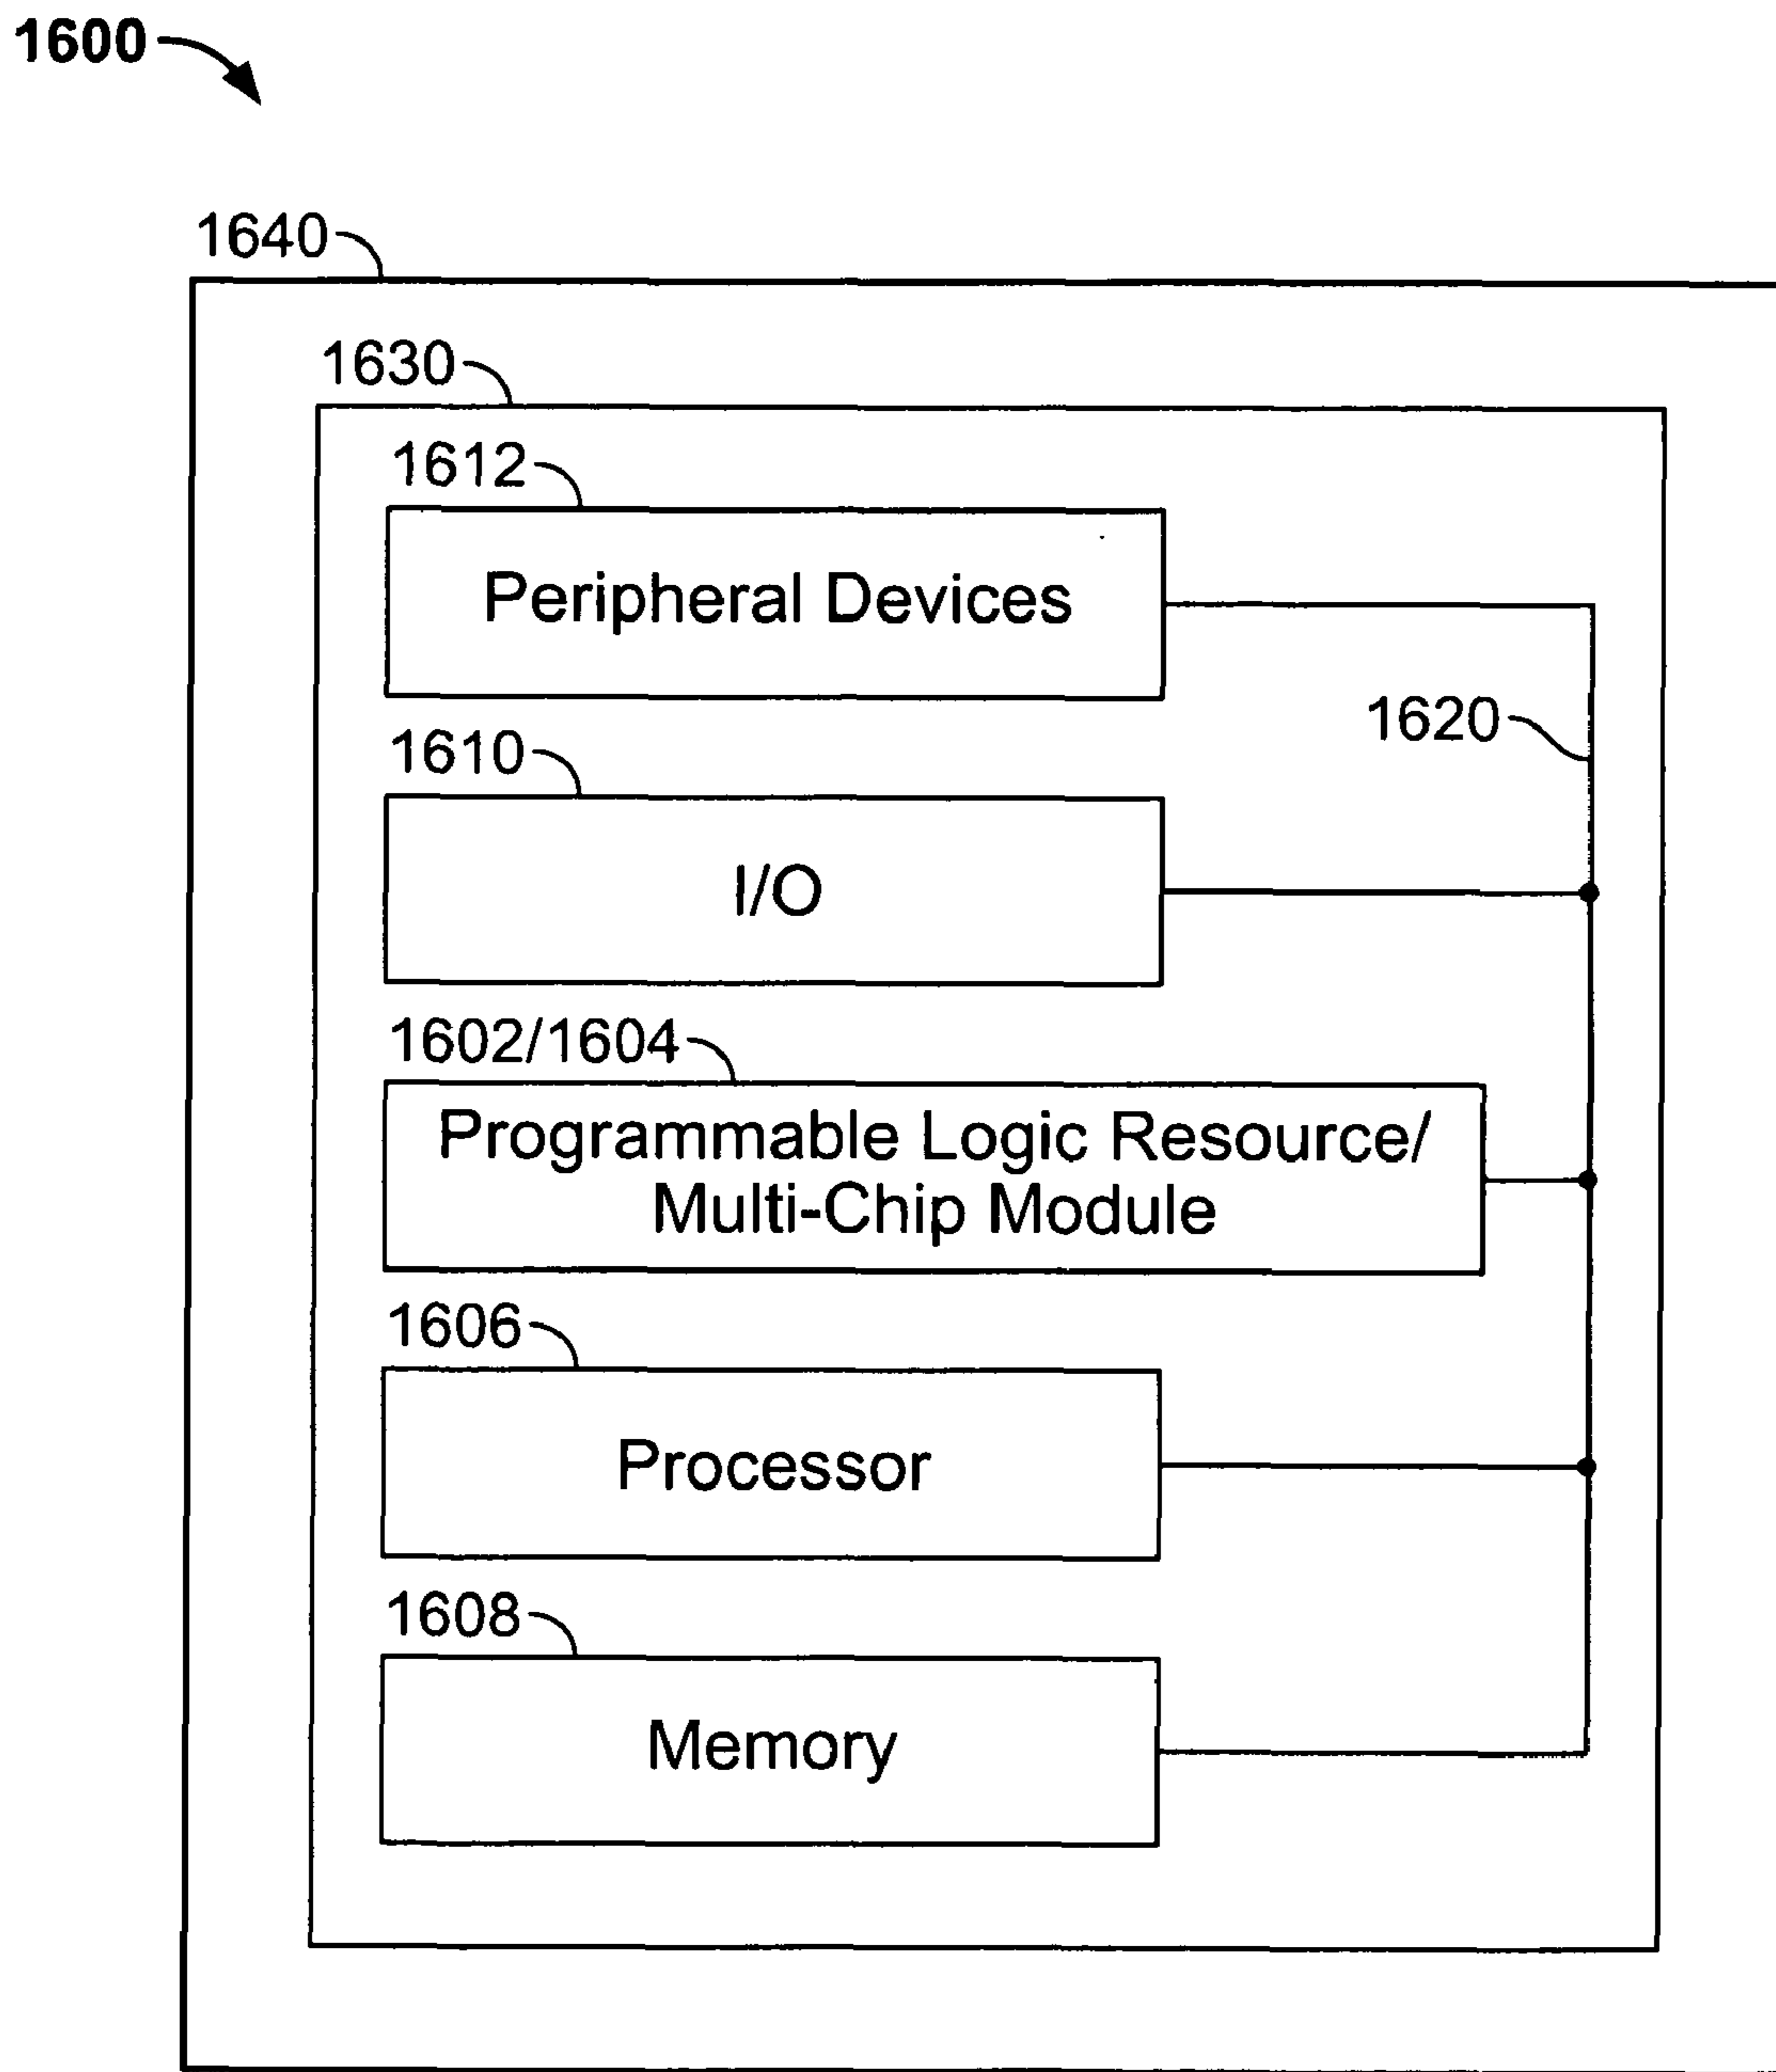 1600
1640
1630
1612
Peripheral Devices
1620
1610
I/O
1602/1604
Programmable Logic Resource/
Multi-Chip Module
1606
Processor
1608
Memory